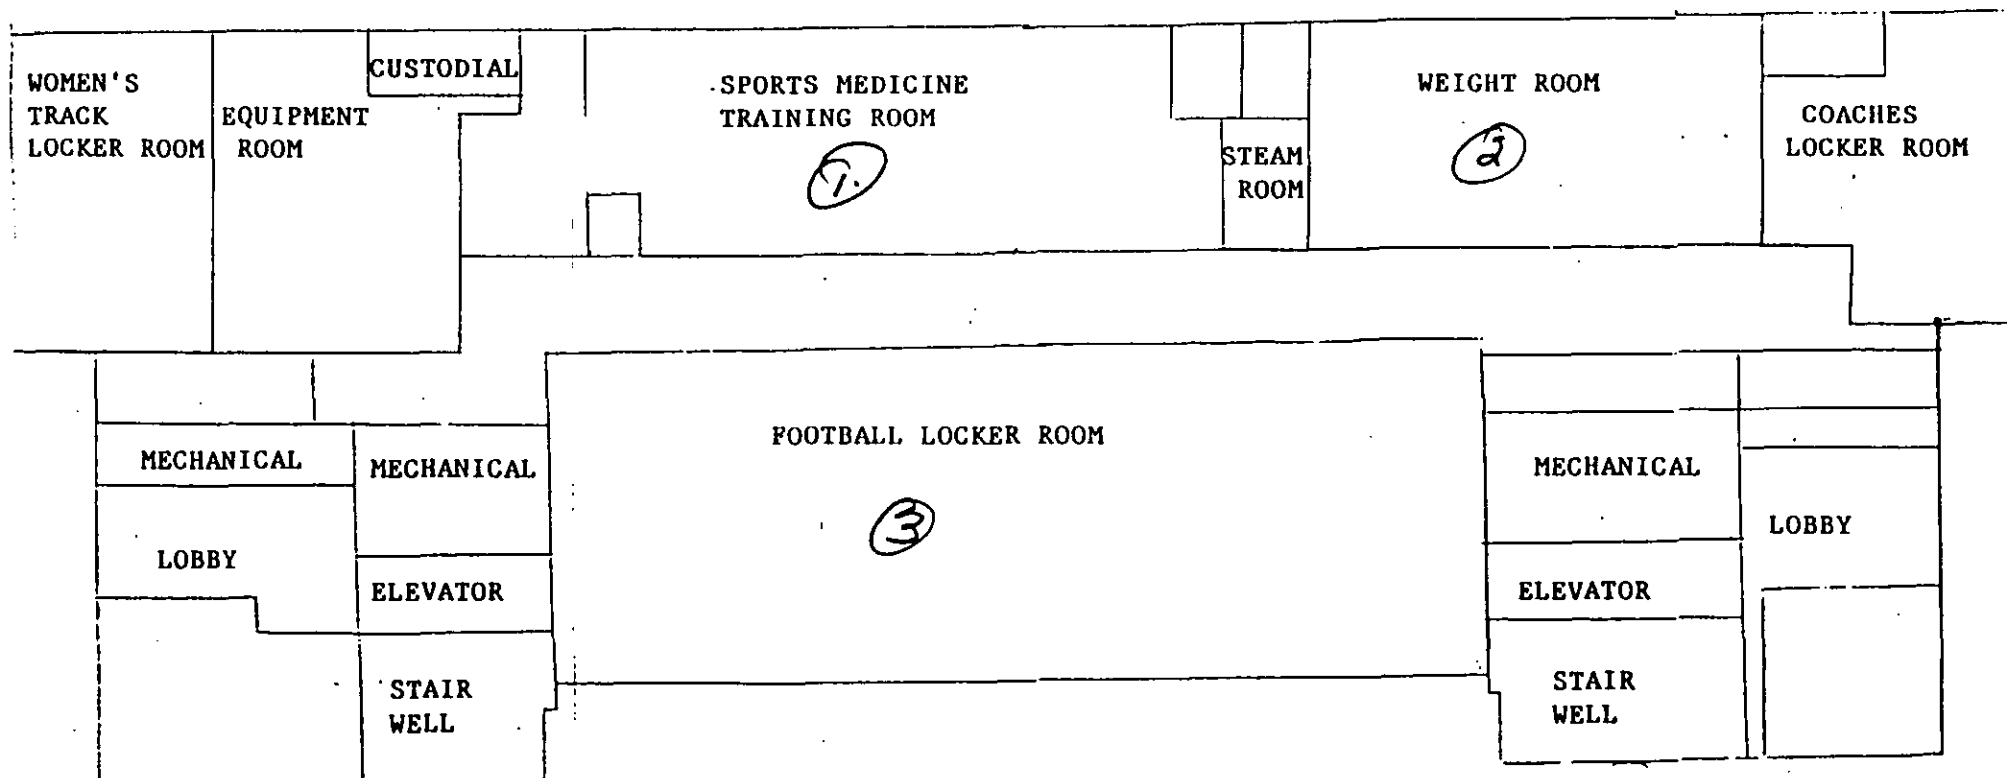 WOMEN'S
TRACK
LOCKER ROOM
EQUIPMENT
ROOM
CUSTODIAL
SPORTS MEDICINE
TRAINING ROOM
1.
STEAM
ROOM
WEIGHT ROOM
2
COACHES
LOCKER ROOM
MECHANICAL
MECHANICAL
LOBBY
ELEVATOR
STAIR
WELL
FOOTBALL LOCKER ROOM
3
MECHANICAL
LOBBY
ELEVATOR
STAIR
WELL